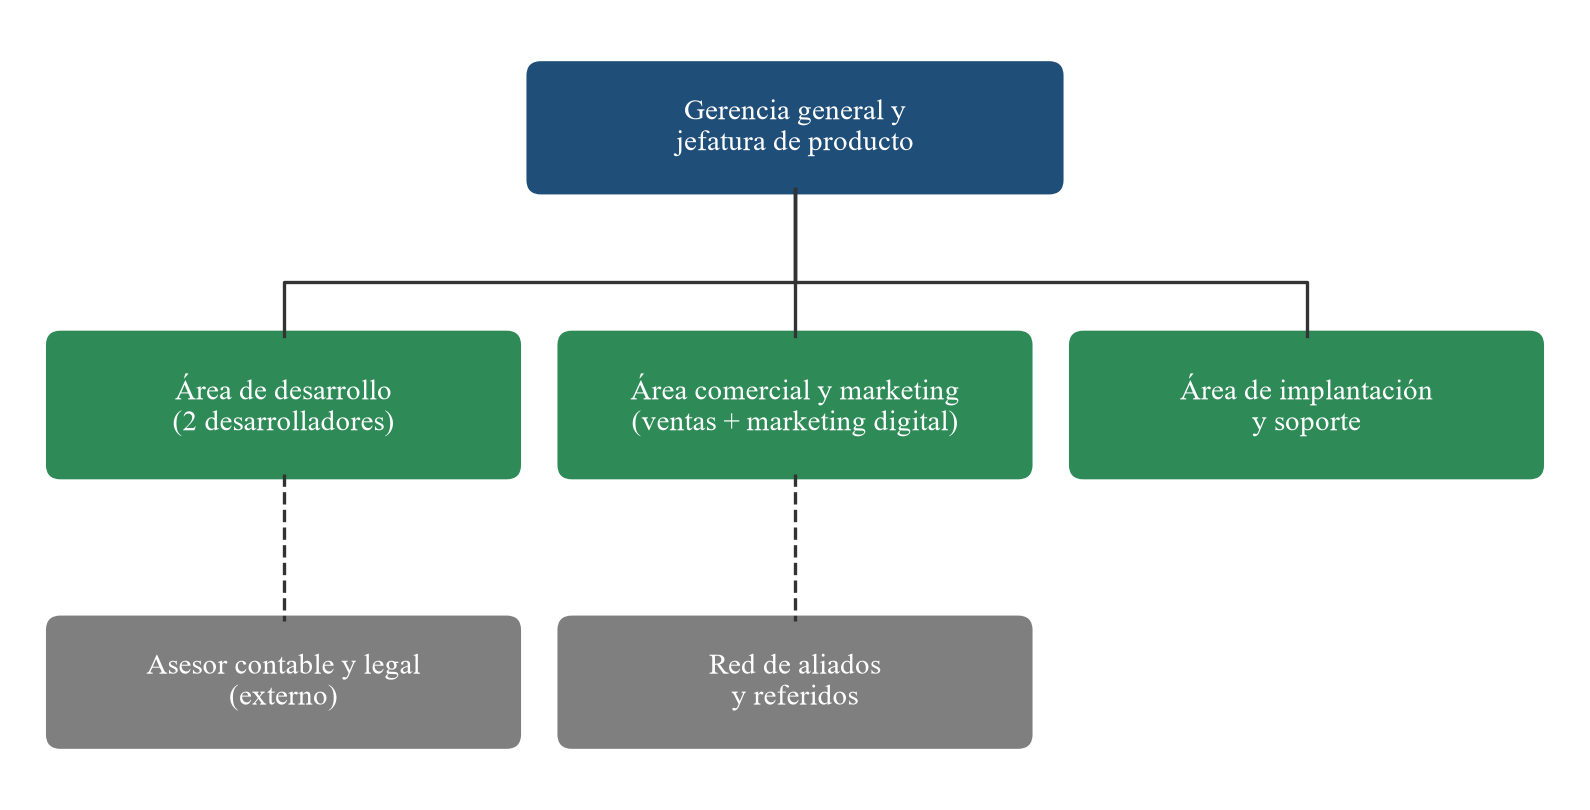 Gerencia general y
jefatura de producto
Área de desarrollo
(2 desarrolladores)
Área comercial y marketing
(ventas + marketing digital)
Área de implantación
y soporte
Asesor contable y legal
(externo)
Red de aliados
y referidos